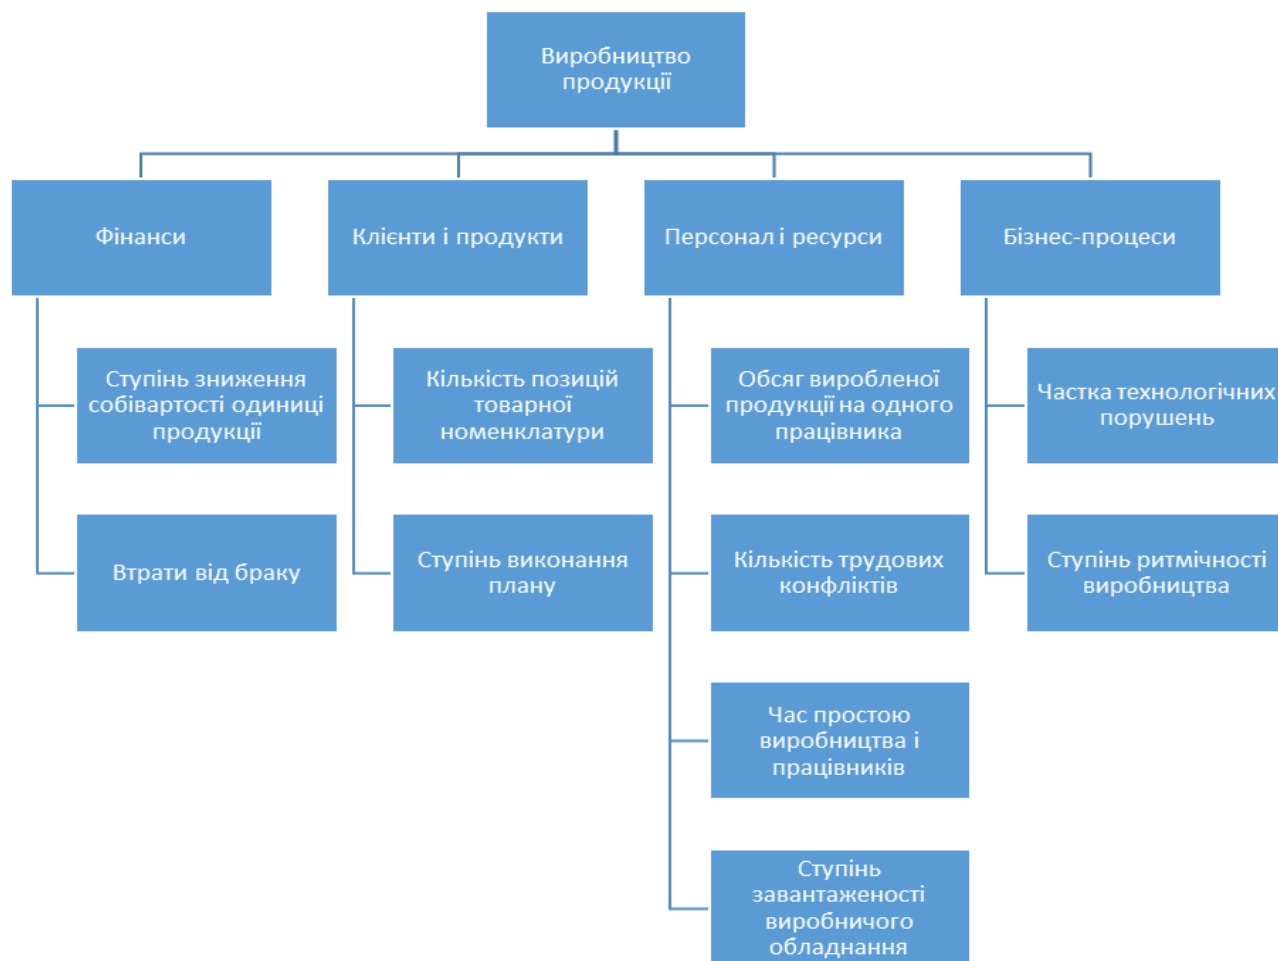 Виробництво
продукції
Фінанси
Клієнти і продукти
Персонал і ресурси
Бізнес-процеси
Ступінь зниження
собівартості одиниці
продукції
Кількість позицій
товарної
номенклатури
Обсяг виробленої
продукції на одного
працівника
Частка технологічних
порушень
Втрати від браку
Ступінь виконання
плану
Кількість трудових
конфліктів
Ступінь ритмічності
виробництва
Час простою
виробництва і
працівників
Ступінь
завантаженості
виробничого
обладнання